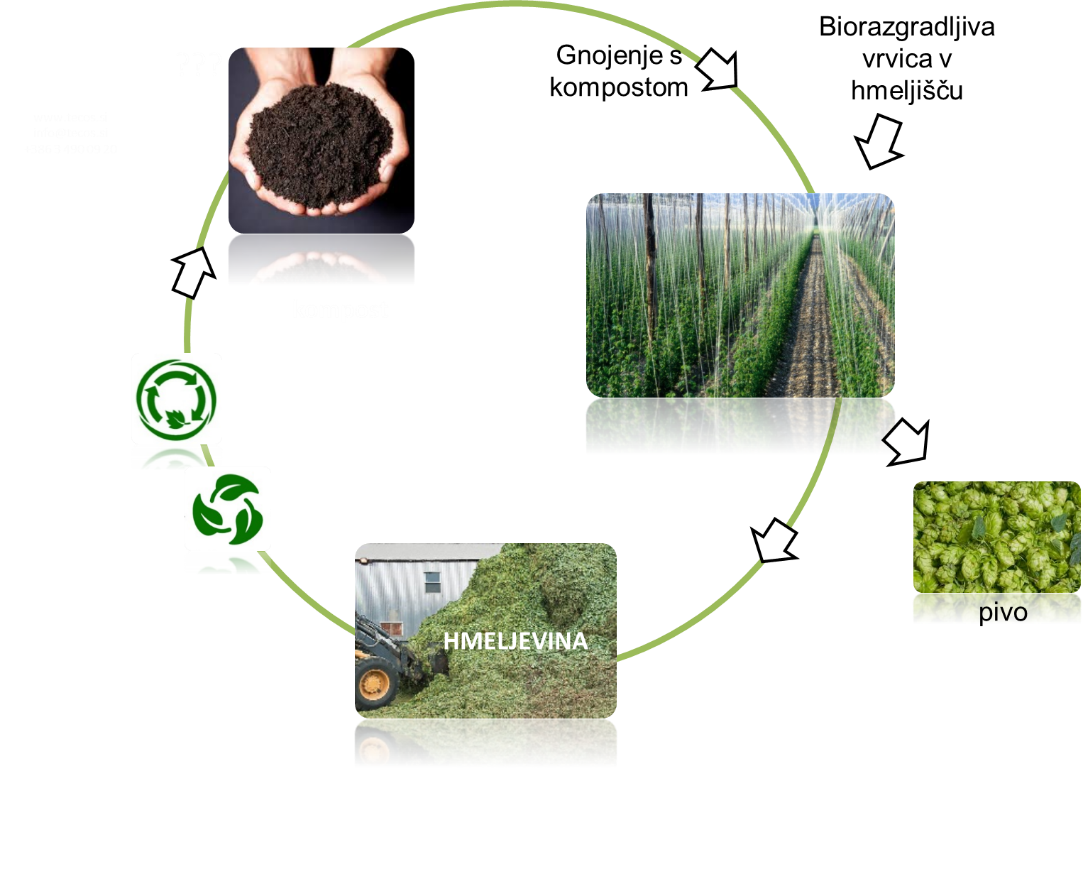 Gnojenje s
kompostom
Biorazgradljiva
vrvica v
hmeljišču
HMELJEVINA
pivo